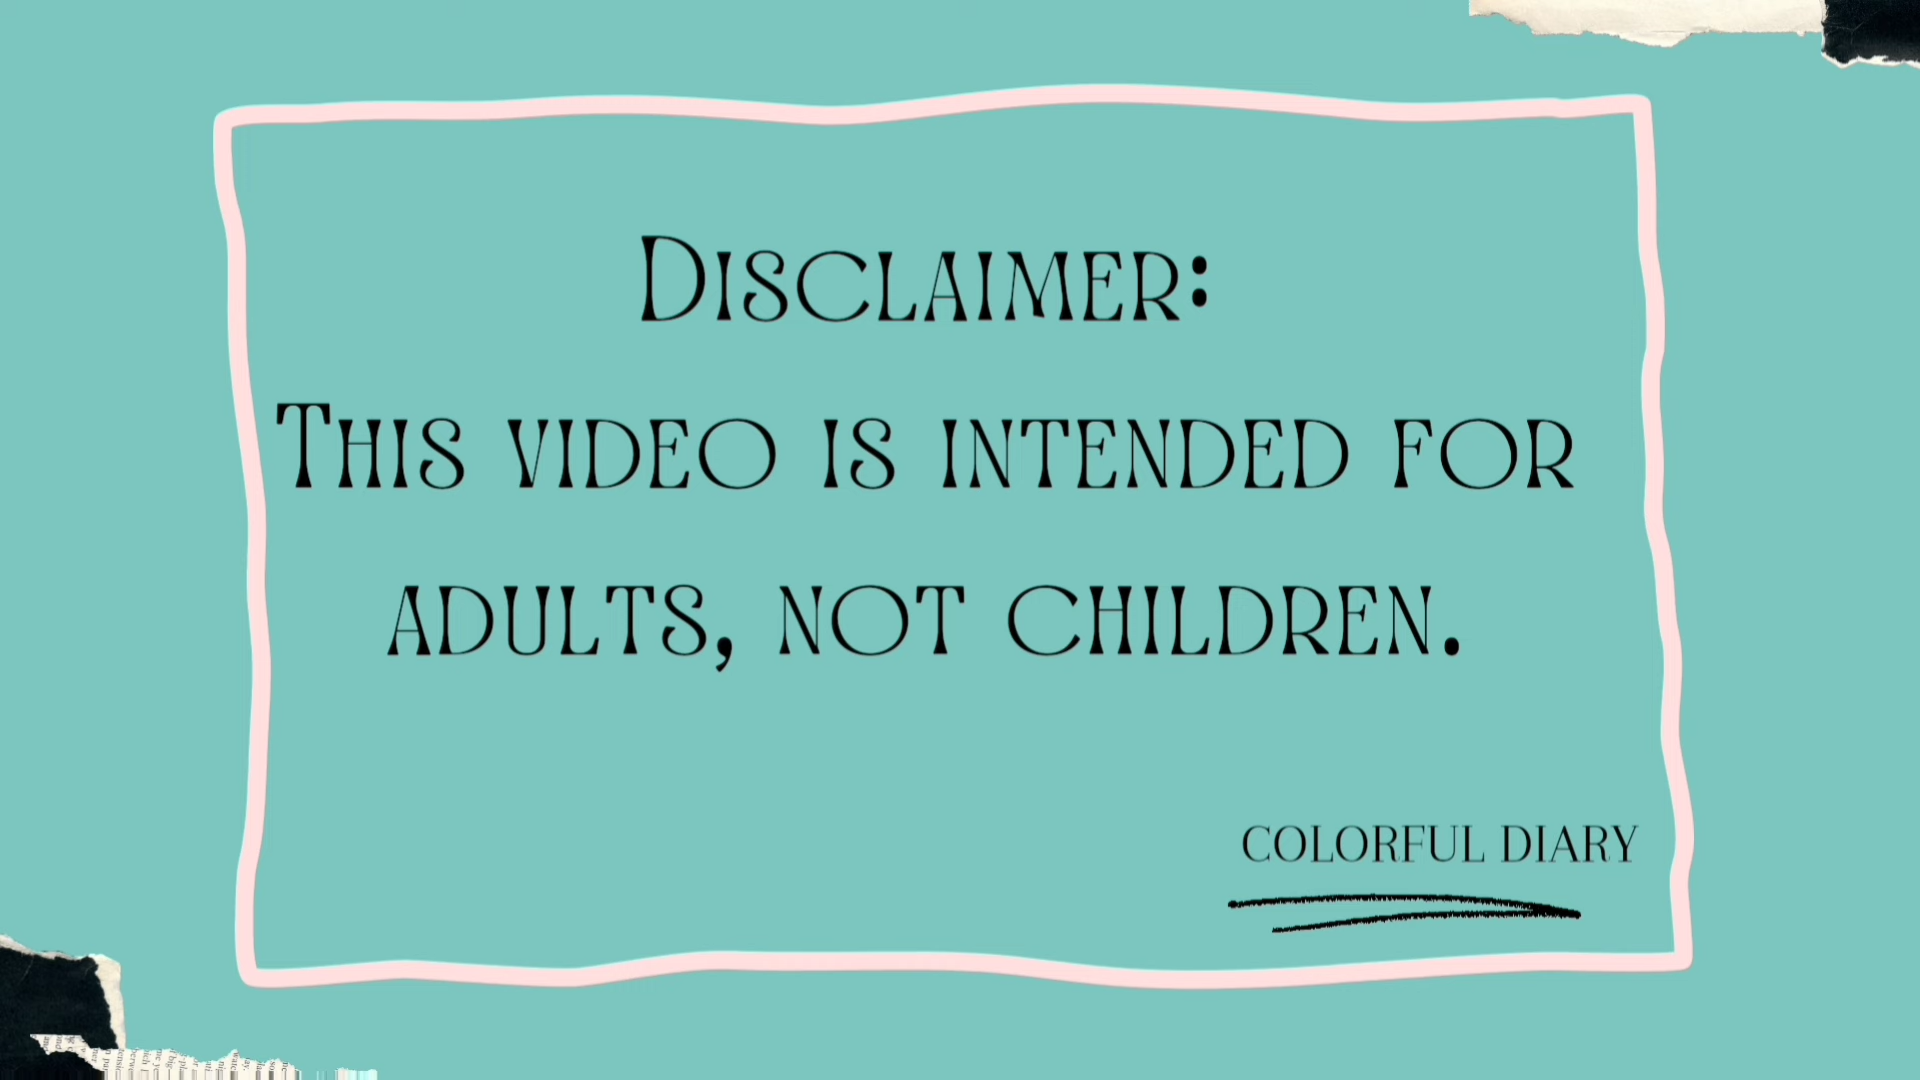 Disclaimer:
This video is intended for
adults, not children.
COLORFUL DIARY